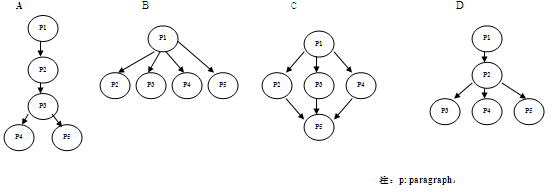 A B C D
P1 P1 P1 P1
P2 P2 P3 P4 P5 P2 P3 P4 P2
P3 P3 P4 P5
P4 P5 P5
注：p: paragraph，